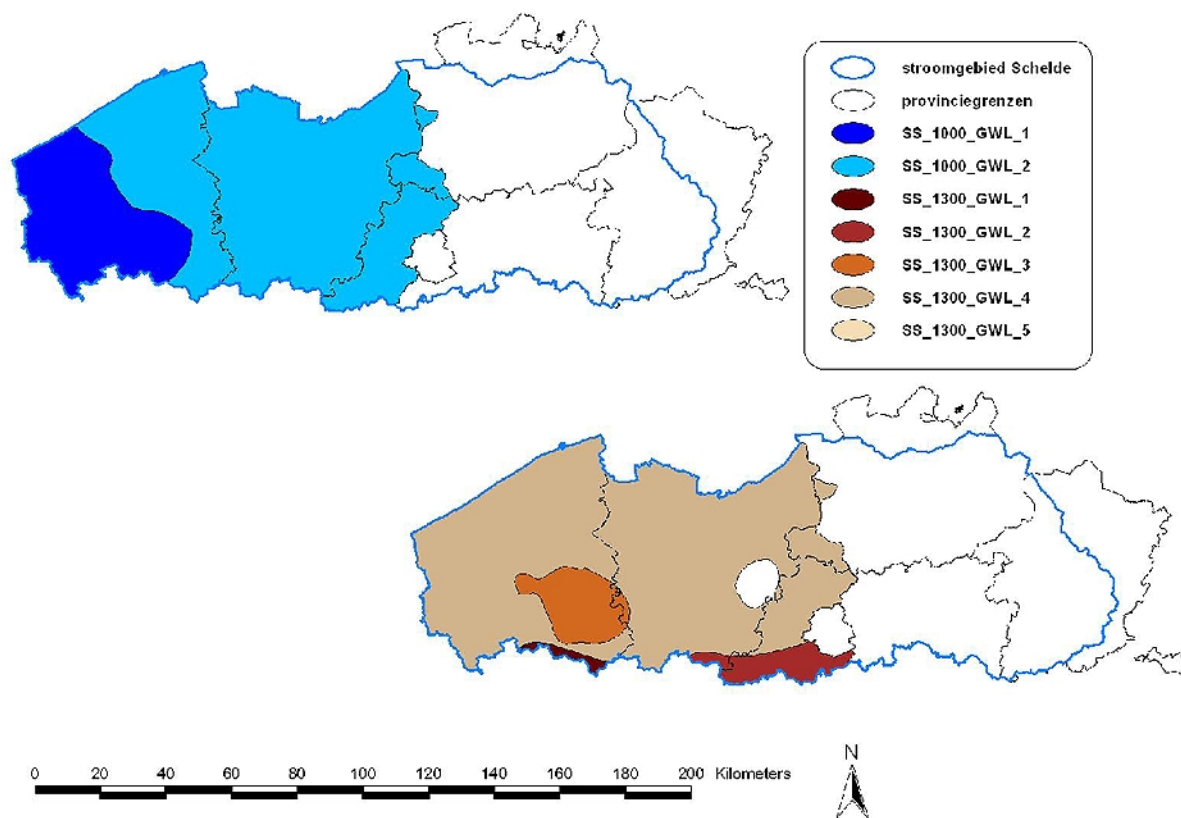 stroomgebied Schelde
provinciegrenzen
SS_1000_GWL_1
SS_1000_GWL_2
SS_1300_GWL_1
SS_1300_GWL_2
SS_1300_GWL_3
SS_1300_GWL_4
SS_1300_GWL_5
0 20 40 60 80 100 120 140 160 180 200 Kilometers
N